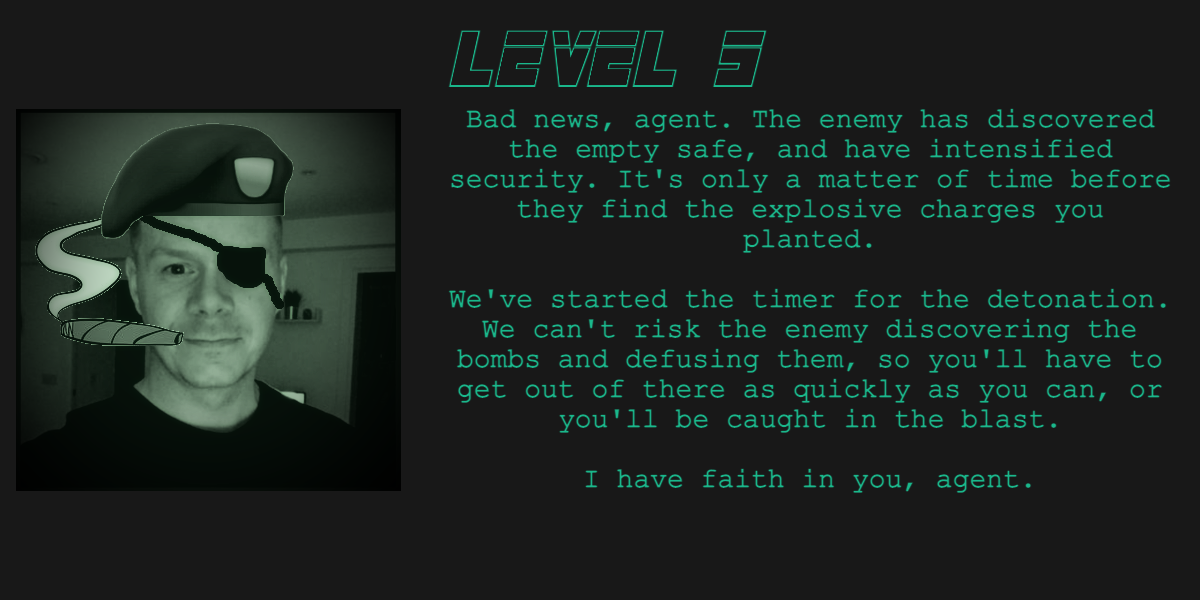 LEVEL 5
Bad news, agent. The enemy has discovered
the empty safe, and have intensified
security. It's only a matter of time before
they find the explosive charges you
planted.
We've started the timer for the detonation.
We can't risk the enemy discovering the
bombs and defusing them, so you'll have to
get out of there as quickly as you can, or
you'll be caught in the blast.
I have faith in you, agent.